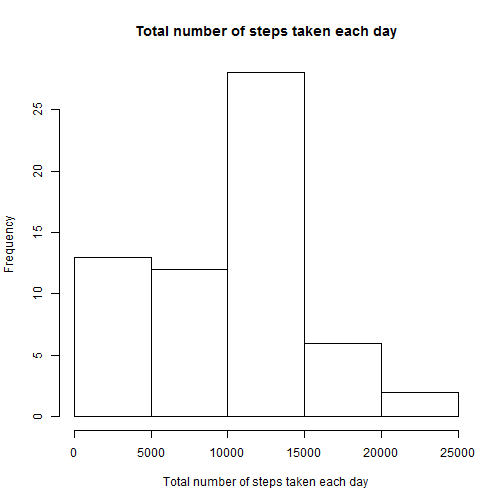 Total number of steps taken each day
Frequency
25
20
15
10
5
0
0 5000 10000 15000 20000 25000
Total number of steps taken each day